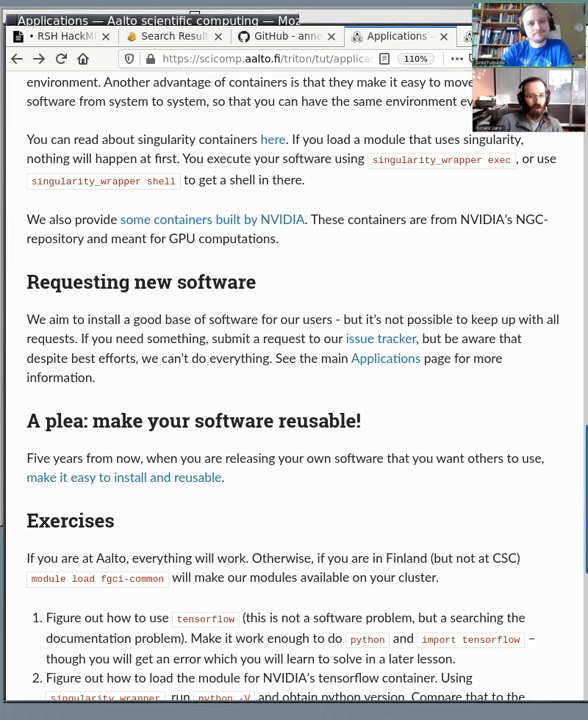 Applications — Aalto scientific computing — Moz
• RSH HackM
Search Result
GitHub - anne
Applications —
https://scicomp.aalto.fi/triton/tut/applica
110%
environment. Another advantage of containers is that they make it easy to move
software from system to system, so that you can have the same environment ev
You can read about singularity containers here. If you load a module that uses singularity,
nothing will happen at first. You execute your software using singularity_wrapper exec, or use
singularity_wrapper shell to get a shell in there.
We also provide some containers built by NVIDIA. These containers are from NVIDIA's NGC-
repository and meant for GPU computations.
Requesting new software
We aim to install a good base of software for our users - but it's not possible to keep up with all
requests. If you need something, submit a request to our issue tracker, but be aware that
despite best efforts, we can't do everything. See the main Applications page for more
information.
A plea: make your software reusable!
Five years from now, when you are releasing your own software that you want others to use,
make it easy to install and reusable.
Exercises
If you are at Aalto, everything will work. Otherwise, if you are in Finland (but not at CSC)
module load fgci-common will make our modules available on your cluster.
1. Figure out how to use tensorflow (this is not a software problem, but a searching the
documentation problem). Make it work enough to do python and import tensorflow –
though you will get an error which you will learn to solve in a later lesson.
2. Figure out how to load the module for NVIDIA's tensorflow container. Using
singularity_wrapper run python -V and obtain python version. Compare that to the